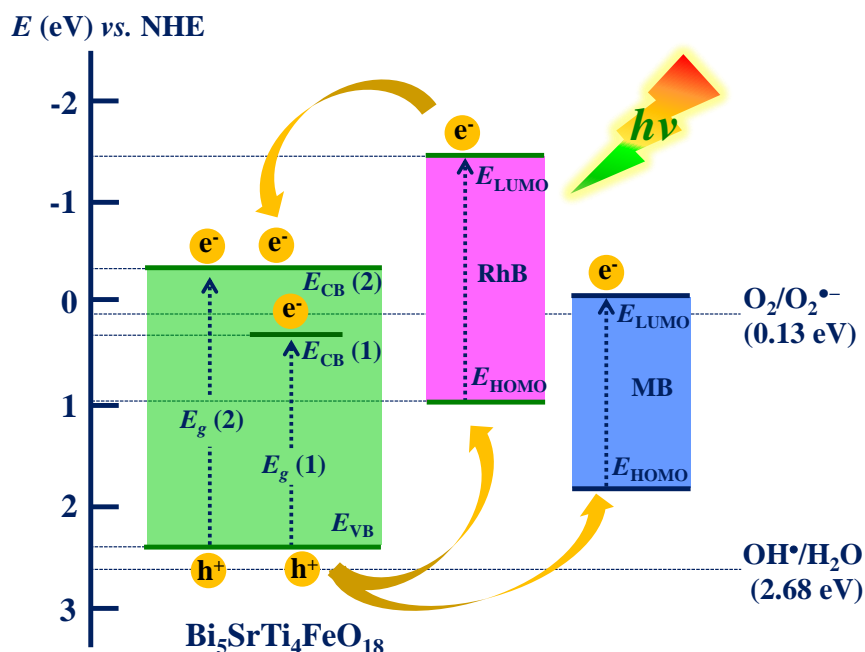 E (eV) vs. NHE
-2
-1
0
1
2
3
e⁻
hν
E_LUMO
RhB
E_HOMO
e⁻
e⁻
E_CB (2)
e⁻
E_CB (1)
E_g (2)
E_g (1)
E_VB
h⁺
h⁺
e⁻
E_LUMO
MB
E_HOMO
O₂/O₂•⁻
(0.13 eV)
OH•/H₂O
(2.68 eV)
Bi₅SrTi₄FeO₁₈